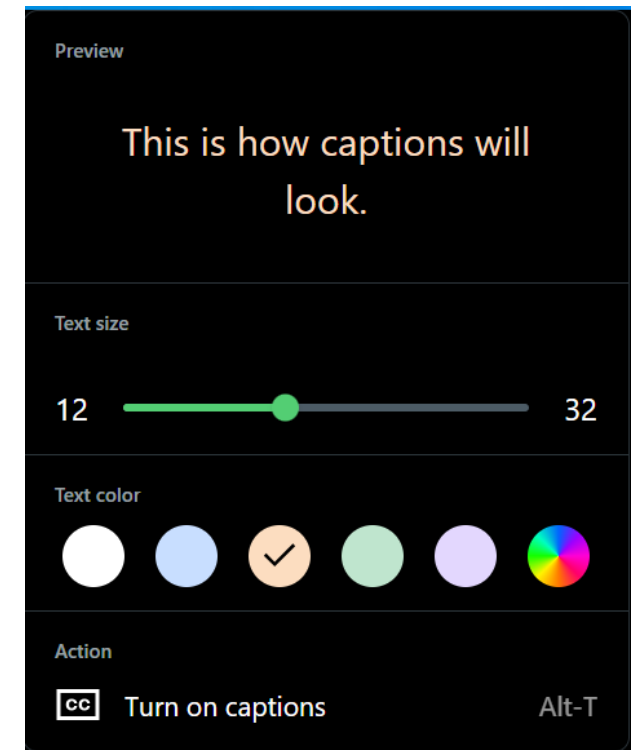 Preview
This is how captions will
look.
Text size
12 32
Text color
Action
CC Turn on captions Alt-T